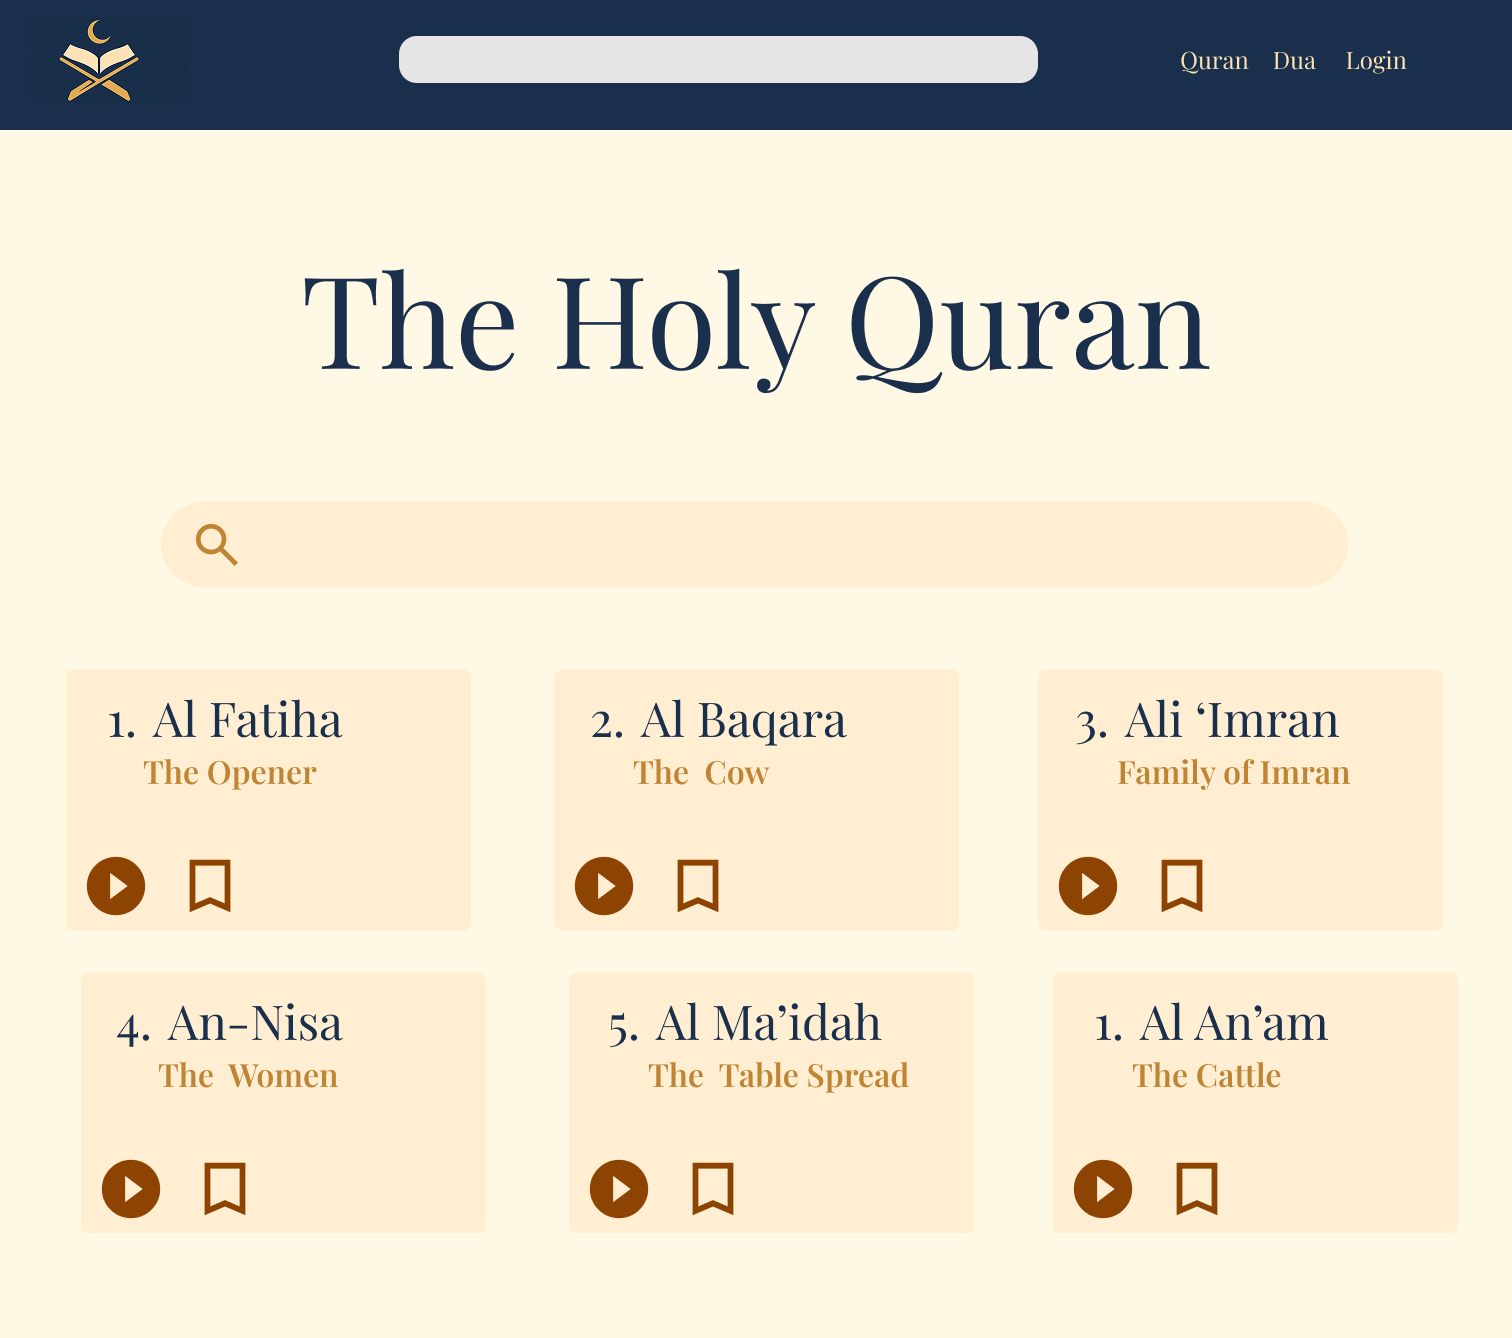 Quran Dua Login
The Holy Quran
1. Al Fatiha
The Opener
2. Al Baqara
The Cow
3. Ali ‘Imran
Family of Imran
4. An-Nisa
The Women
5. Al Ma’idah
The Table Spread
1. Al An’am
The Cattle